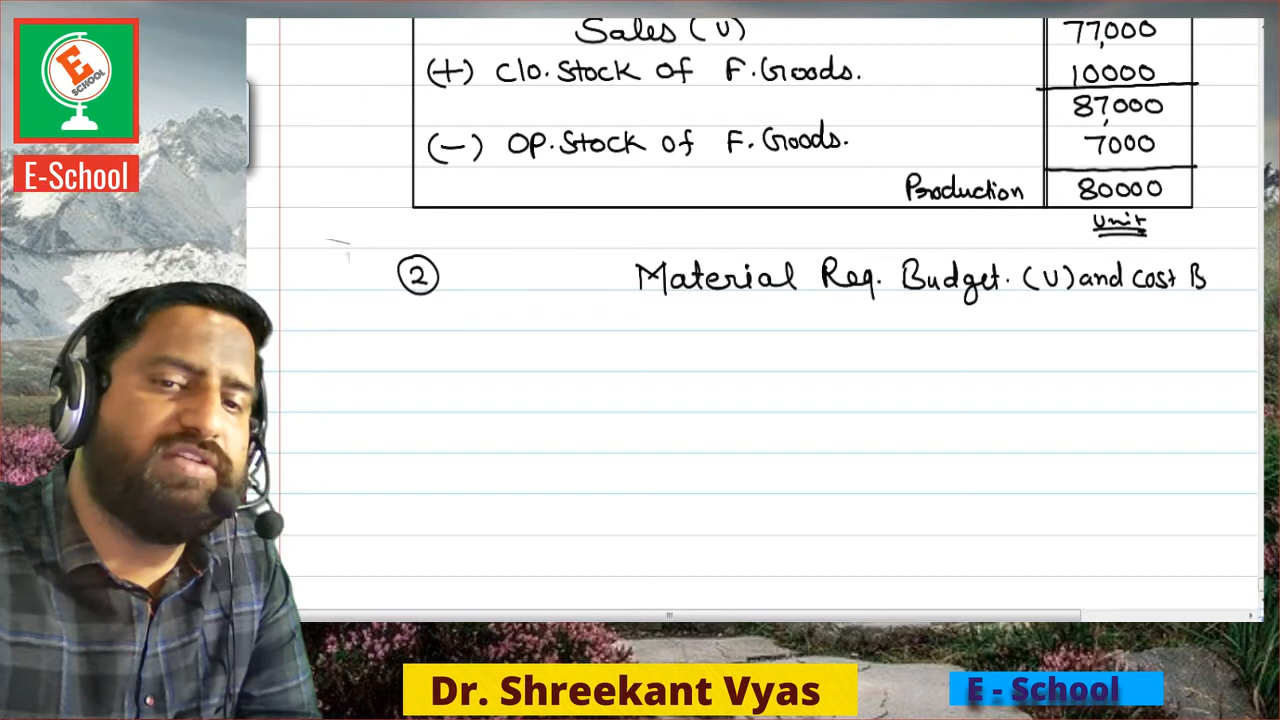 E
SCHOOL
E-School
Sales (U) 77,000
(+) Clo. Stock of F. Goods. 10000
87,000
(-) OP. Stock of F. Goods. 7000
Production 80000
Unit
2 Material Req. Budget. (U) and Cost B
Dr. Shreekant Vyas
E - School